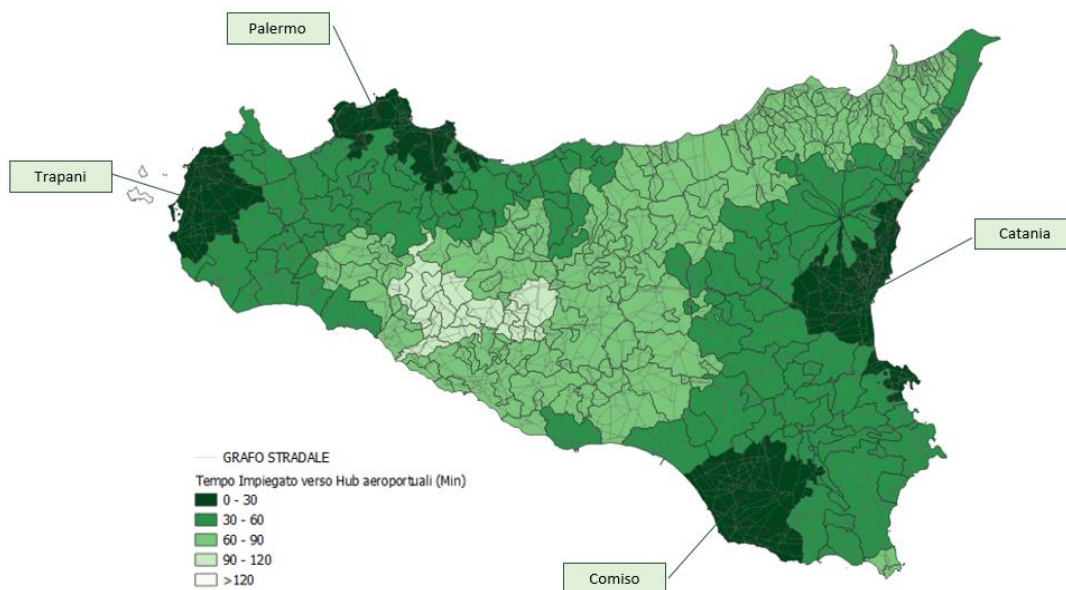 Palermo
Trapani
Catania
GRAFO STRADALE
Tempo Impiegato verso Hub aeroportuali (Min)
0 - 30
30 - 60
60 - 90
90 - 120
>120
Comiso